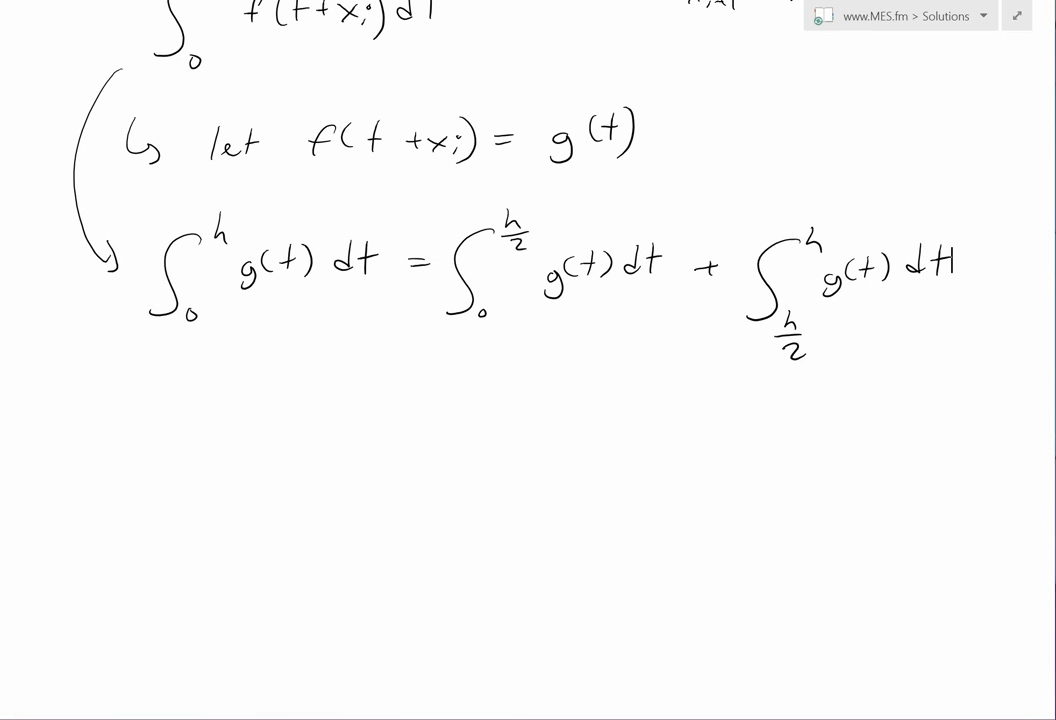 www.MES.fm > Solutions
∫₀ f(t+xᵢ) dt
↳ let f(t + xᵢ) = g(t)
∫₀ʰ g(t) dt = ∫₀^(h/2) g(t) dt + ∫_(h/2)^h g(t) dt